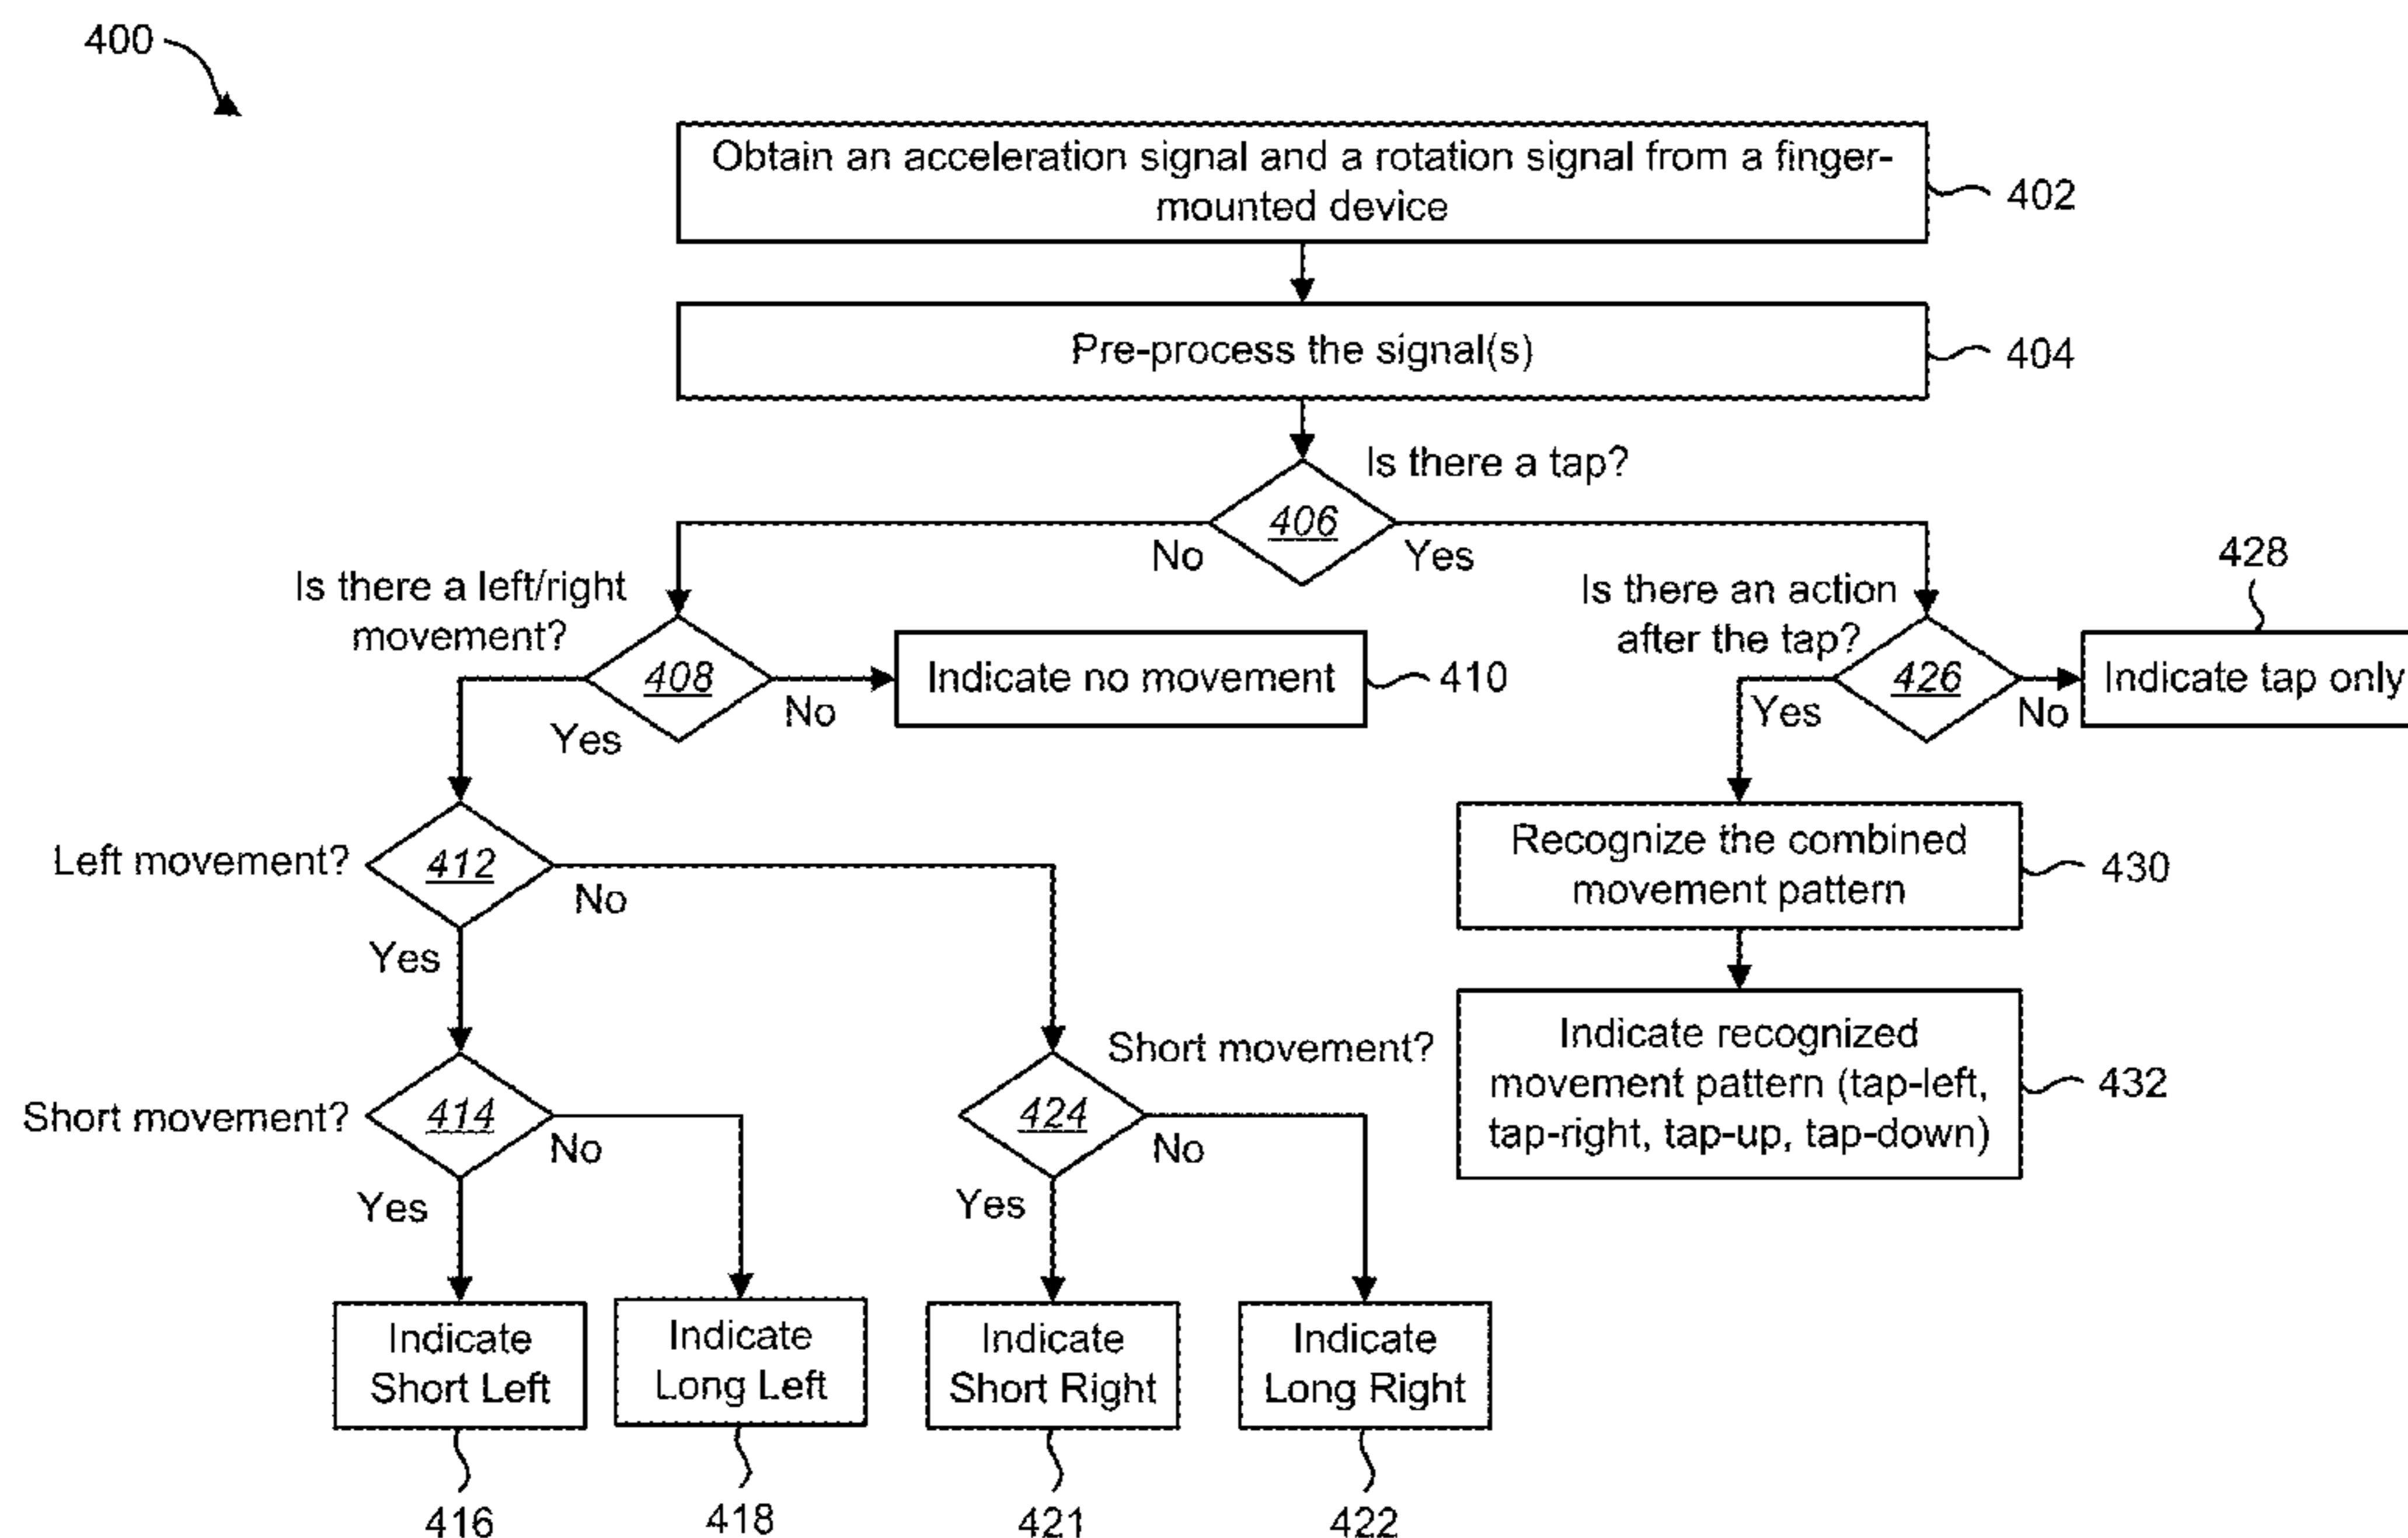 400
Obtain an acceleration signal and a rotation signal from a finger-
mounted device
402
Pre-process the signal(s)
404
Is there a tap?
406
No
Yes
Is there a left/right
movement?
408
No
Yes
Indicate no movement
410
Is there an action
after the tap?
426
Yes
No
428
Indicate tap only
Left movement?
412
No
Yes
Recognize the combined
movement pattern
430
Short movement?
414
No
Yes
Short movement?
424
No
Yes
Indicate recognized
movement pattern (tap-left,
tap-right, tap-up, tap-down)
432
Indicate
Short Left
416
Indicate
Long Left
418
Indicate
Short Right
421
Indicate
Long Right
422